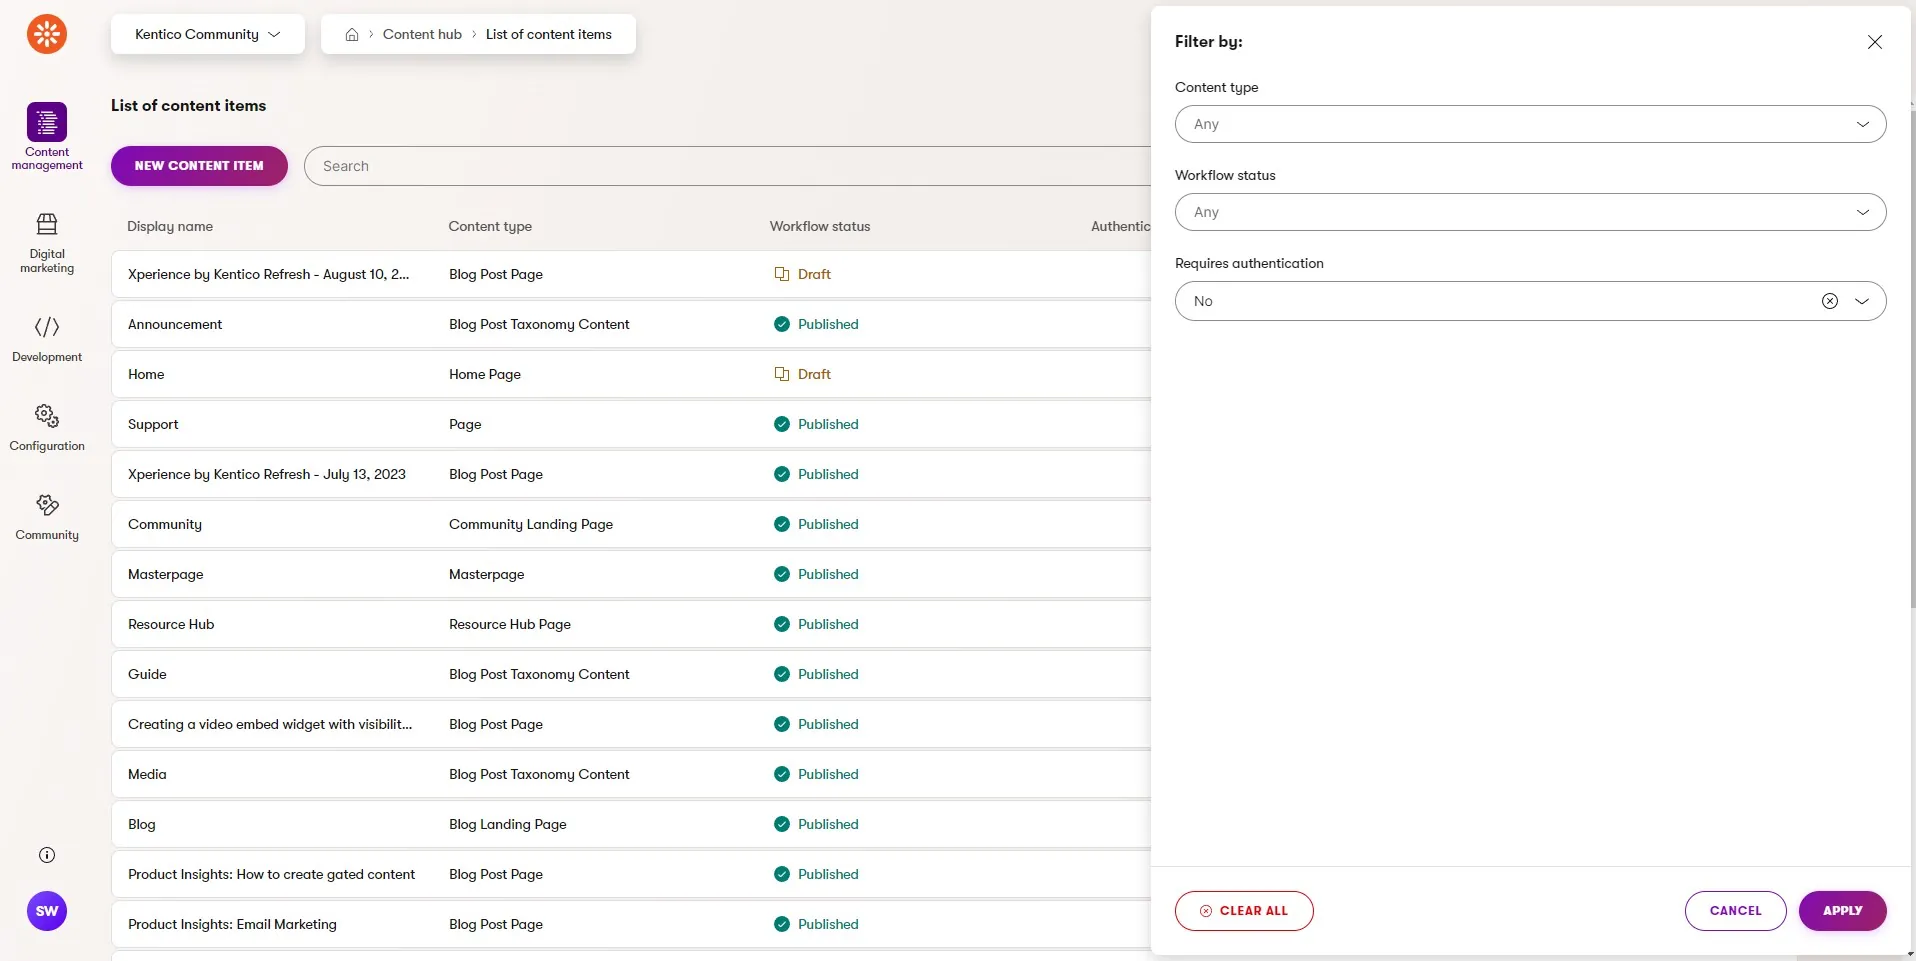 Kentico Community
Content hub
List of content items
Content management
Digital marketing
Development
Configuration
Community
SW
List of content items
NEW CONTENT ITEM
Search
Display name Content type Workflow status Authentic
Xperience by Kentico Refresh - August 10, 2... Blog Post Page Draft
Announcement Blog Post Taxonomy Content Published
Home Home Page Draft
Support Page Published
Xperience by Kentico Refresh - July 13, 2023 Blog Post Page Published
Community Community Landing Page Published
Masterpage Masterpage Published
Resource Hub Resource Hub Page Published
Guide Blog Post Taxonomy Content Published
Creating a video embed widget with visibilit... Blog Post Page Published
Media Blog Post Taxonomy Content Published
Blog Blog Landing Page Published
Product Insights: How to create gated content Blog Post Page Published
Product Insights: Email Marketing Blog Post Page Published
Filter by:
Content type
Any
Workflow status
Any
Requires authentication
No
CLEAR ALL
CANCEL
APPLY